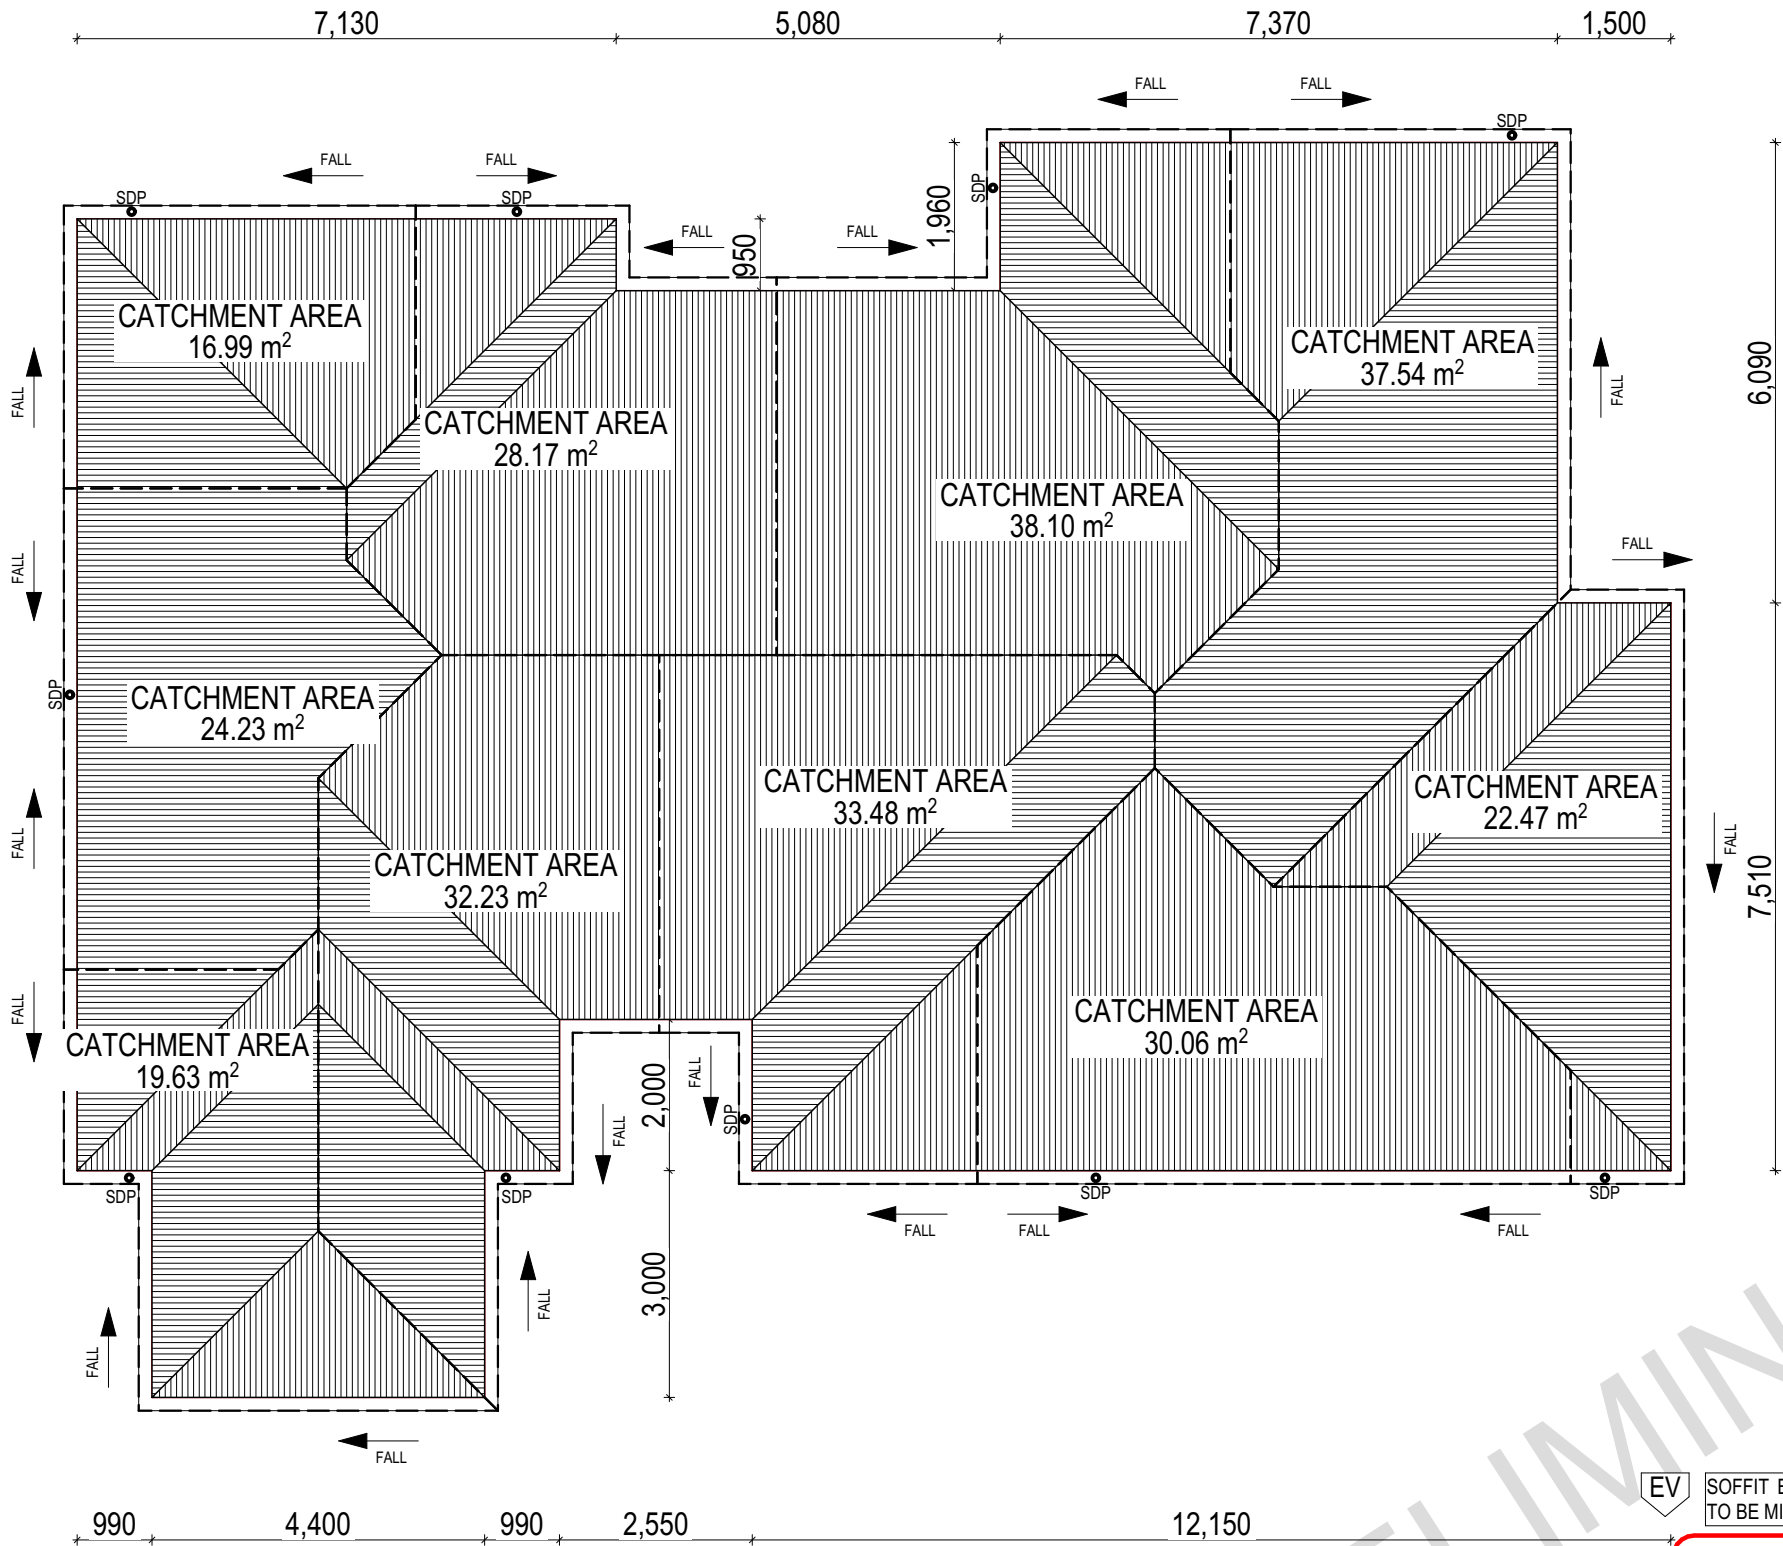 7,130
5,080
7,370
1,500
FALL
FALL
SDP
FALL
FALL
SDP
SDP
SDP
FALL
FALL
950
1,960
CATCHMENT AREA
16.99 m²
CATCHMENT AREA
37.54 m²
6,090
FALL
FALL
CATCHMENT AREA
28.17 m²
CATCHMENT AREA
38.10 m²
FALL
FALL
SDP
CATCHMENT AREA
24.23 m²
CATCHMENT AREA
33.48 m²
CATCHMENT AREA
22.47 m²
FALL
FALL
CATCHMENT AREA
32.23 m²
7,510
FALL
CATCHMENT AREA
19.63 m²
CATCHMENT AREA
30.06 m²
2,000
FALL
FALL
SDP
SDP
SDP
SDP
SDP
FALL
FALL
FALL
3,000
FALL
FALL
FALL
EV
SOFFIT E
TO BE MI
990
4,400
990
2,550
12,150